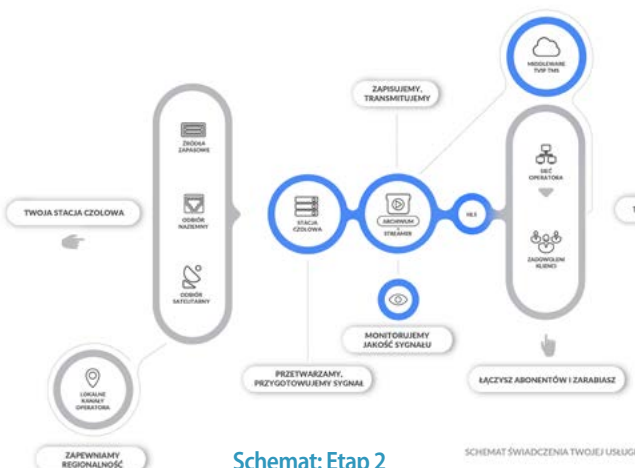 MIDDLEWARE
TVIP TMS
ZAPISUJEMY,
TRANSMITUJEMY
ŹRÓDŁA
ZAPASOWE
SIEĆ
OPERATORA
TWOJA STACJA CZOŁOWA
ODBIÓR
NAZIEMNY
STACJA
CZOŁOWA
ARCHIWUM
+
STREAMER
HLS
T
ZADOWOLENI
KLIENCI
ODBIÓR
SATELITARNY
MONITORUJEMY
JAKOŚĆ SYGNAŁU
PRZETWARZAMY,
PRZYGOTOWUJEMY SYGNAŁ
ŁĄCZYSZ ABONENTÓW I ZARABIASZ
LOKALNE
KANAŁY
OPERATORA
ZAPEWNIAMY
REGIONALNOŚĆ
Schemat: Etap 2
SCHEMAT ŚWIADCZENIA TWOJEJ USŁUGI